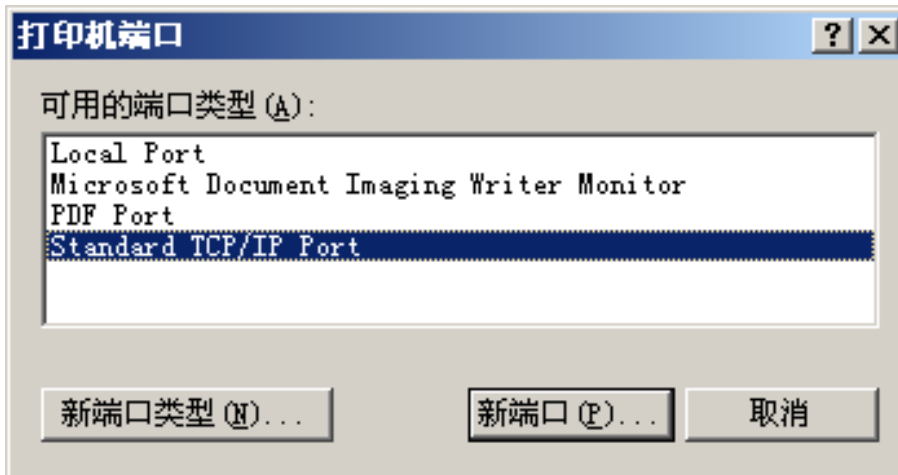 打印机端口
可用的端口类型(A):
Local Port
Microsoft Document Imaging Writer Monitor
PDF Port
Standard TCP/IP Port
新端口类型(N)... 新端口(P)... 取消